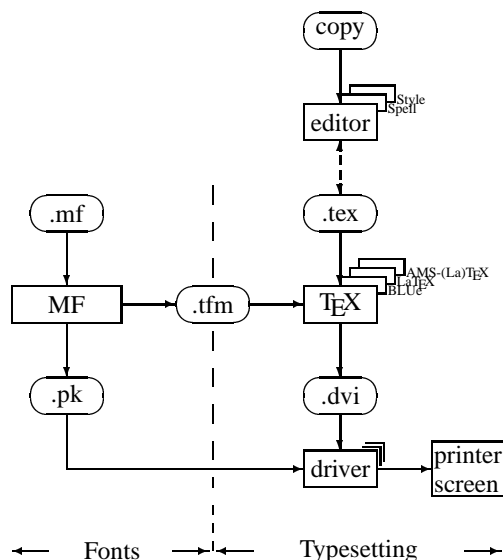 copy
Style
Spell
editor
.mf
.tex
AMS-(La)TEX
LaTEX
BLUe
MF
.tfm
TEX
.pk
.dvi
driver
printer
screen
Fonts
Typesetting